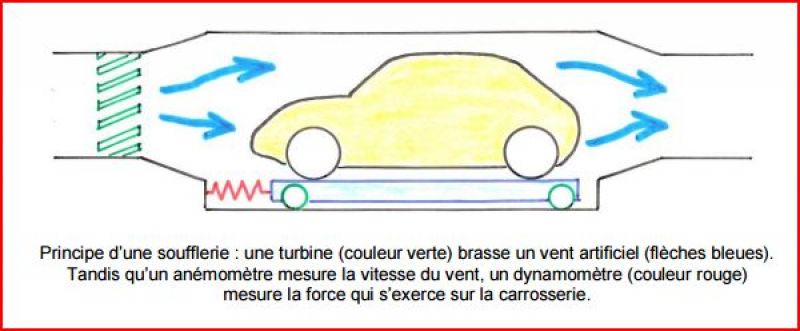 Principe d'une soufflerie : une turbine (couleur verte) brasse un vent artificiel (flèches bleues).
Tandis qu'un anémomètre mesure la vitesse du vent, un dynamomètre (couleur rouge)
mesure la force qui s'exerce sur la carrosserie.